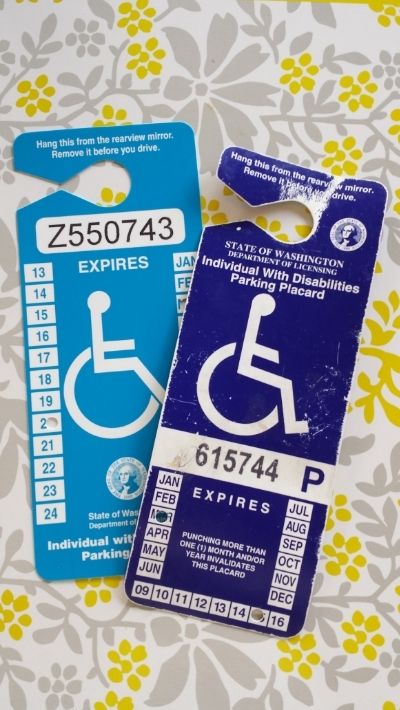 Hang this from the rearview mirror.
Remove it before you drive.
Z550743
EXPIRES
13
14
15
16
17
18
19
2
21
22
23
24
JAN
State of
Department of
Individual
Parking
Hang this from the rearview mirror.
Remove it before you drive.
STATE OF WASHINGTON
DEPARTMENT OF LICENSING
Individual With Disabilities
Parking Placard
615744 P
EXPIRES
JAN
FEB
APR
MAY
JUN
JUL
AUG
SEP
OCT
NOV
DEC
PUNCHING MORE THAN
ONE (1) MONTH AND/OR
YEAR INVALIDATES
THIS PLACARD
09 10 11 12 13 14 16